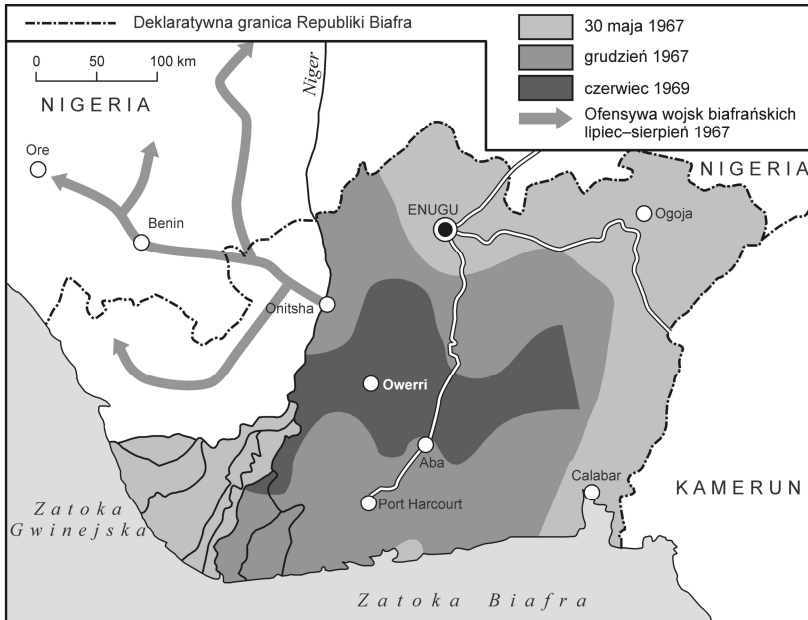 Deklaratywna granica Republiki Biafra
30 maja 1967
grudzień 1967
czerwiec 1969
Ofensywa wojsk biafrańskich
lipiec–sierpień 1967
0 50 100 km
NIGERIA
Niger
Ore
Benin
Onitsha
ENUGU
NIGERIA
Ogoja
Owerri
Aba
Port Harcourt
Calabar
KAMERUN
Zatoka
Gwinejska
Zatoka Biafra